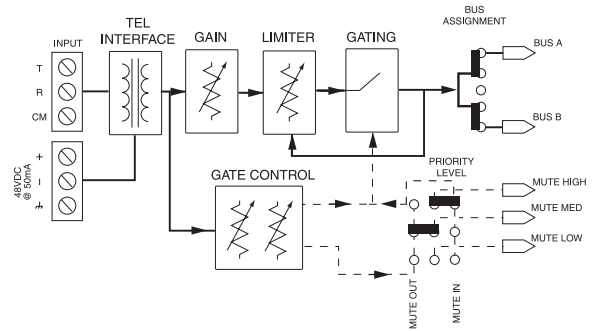 BUS
ASSIGNMENT
TEL
INTERFACE
INPUT
GAIN
LIMITER
GATING
BUS A
T
R
CM
BUS B
+
–
48VDC
@ 50mA
PRIORITY
LEVEL
GATE CONTROL
MUTE HIGH
MUTE MED
MUTE LOW
MUTE OUT
MUTE IN